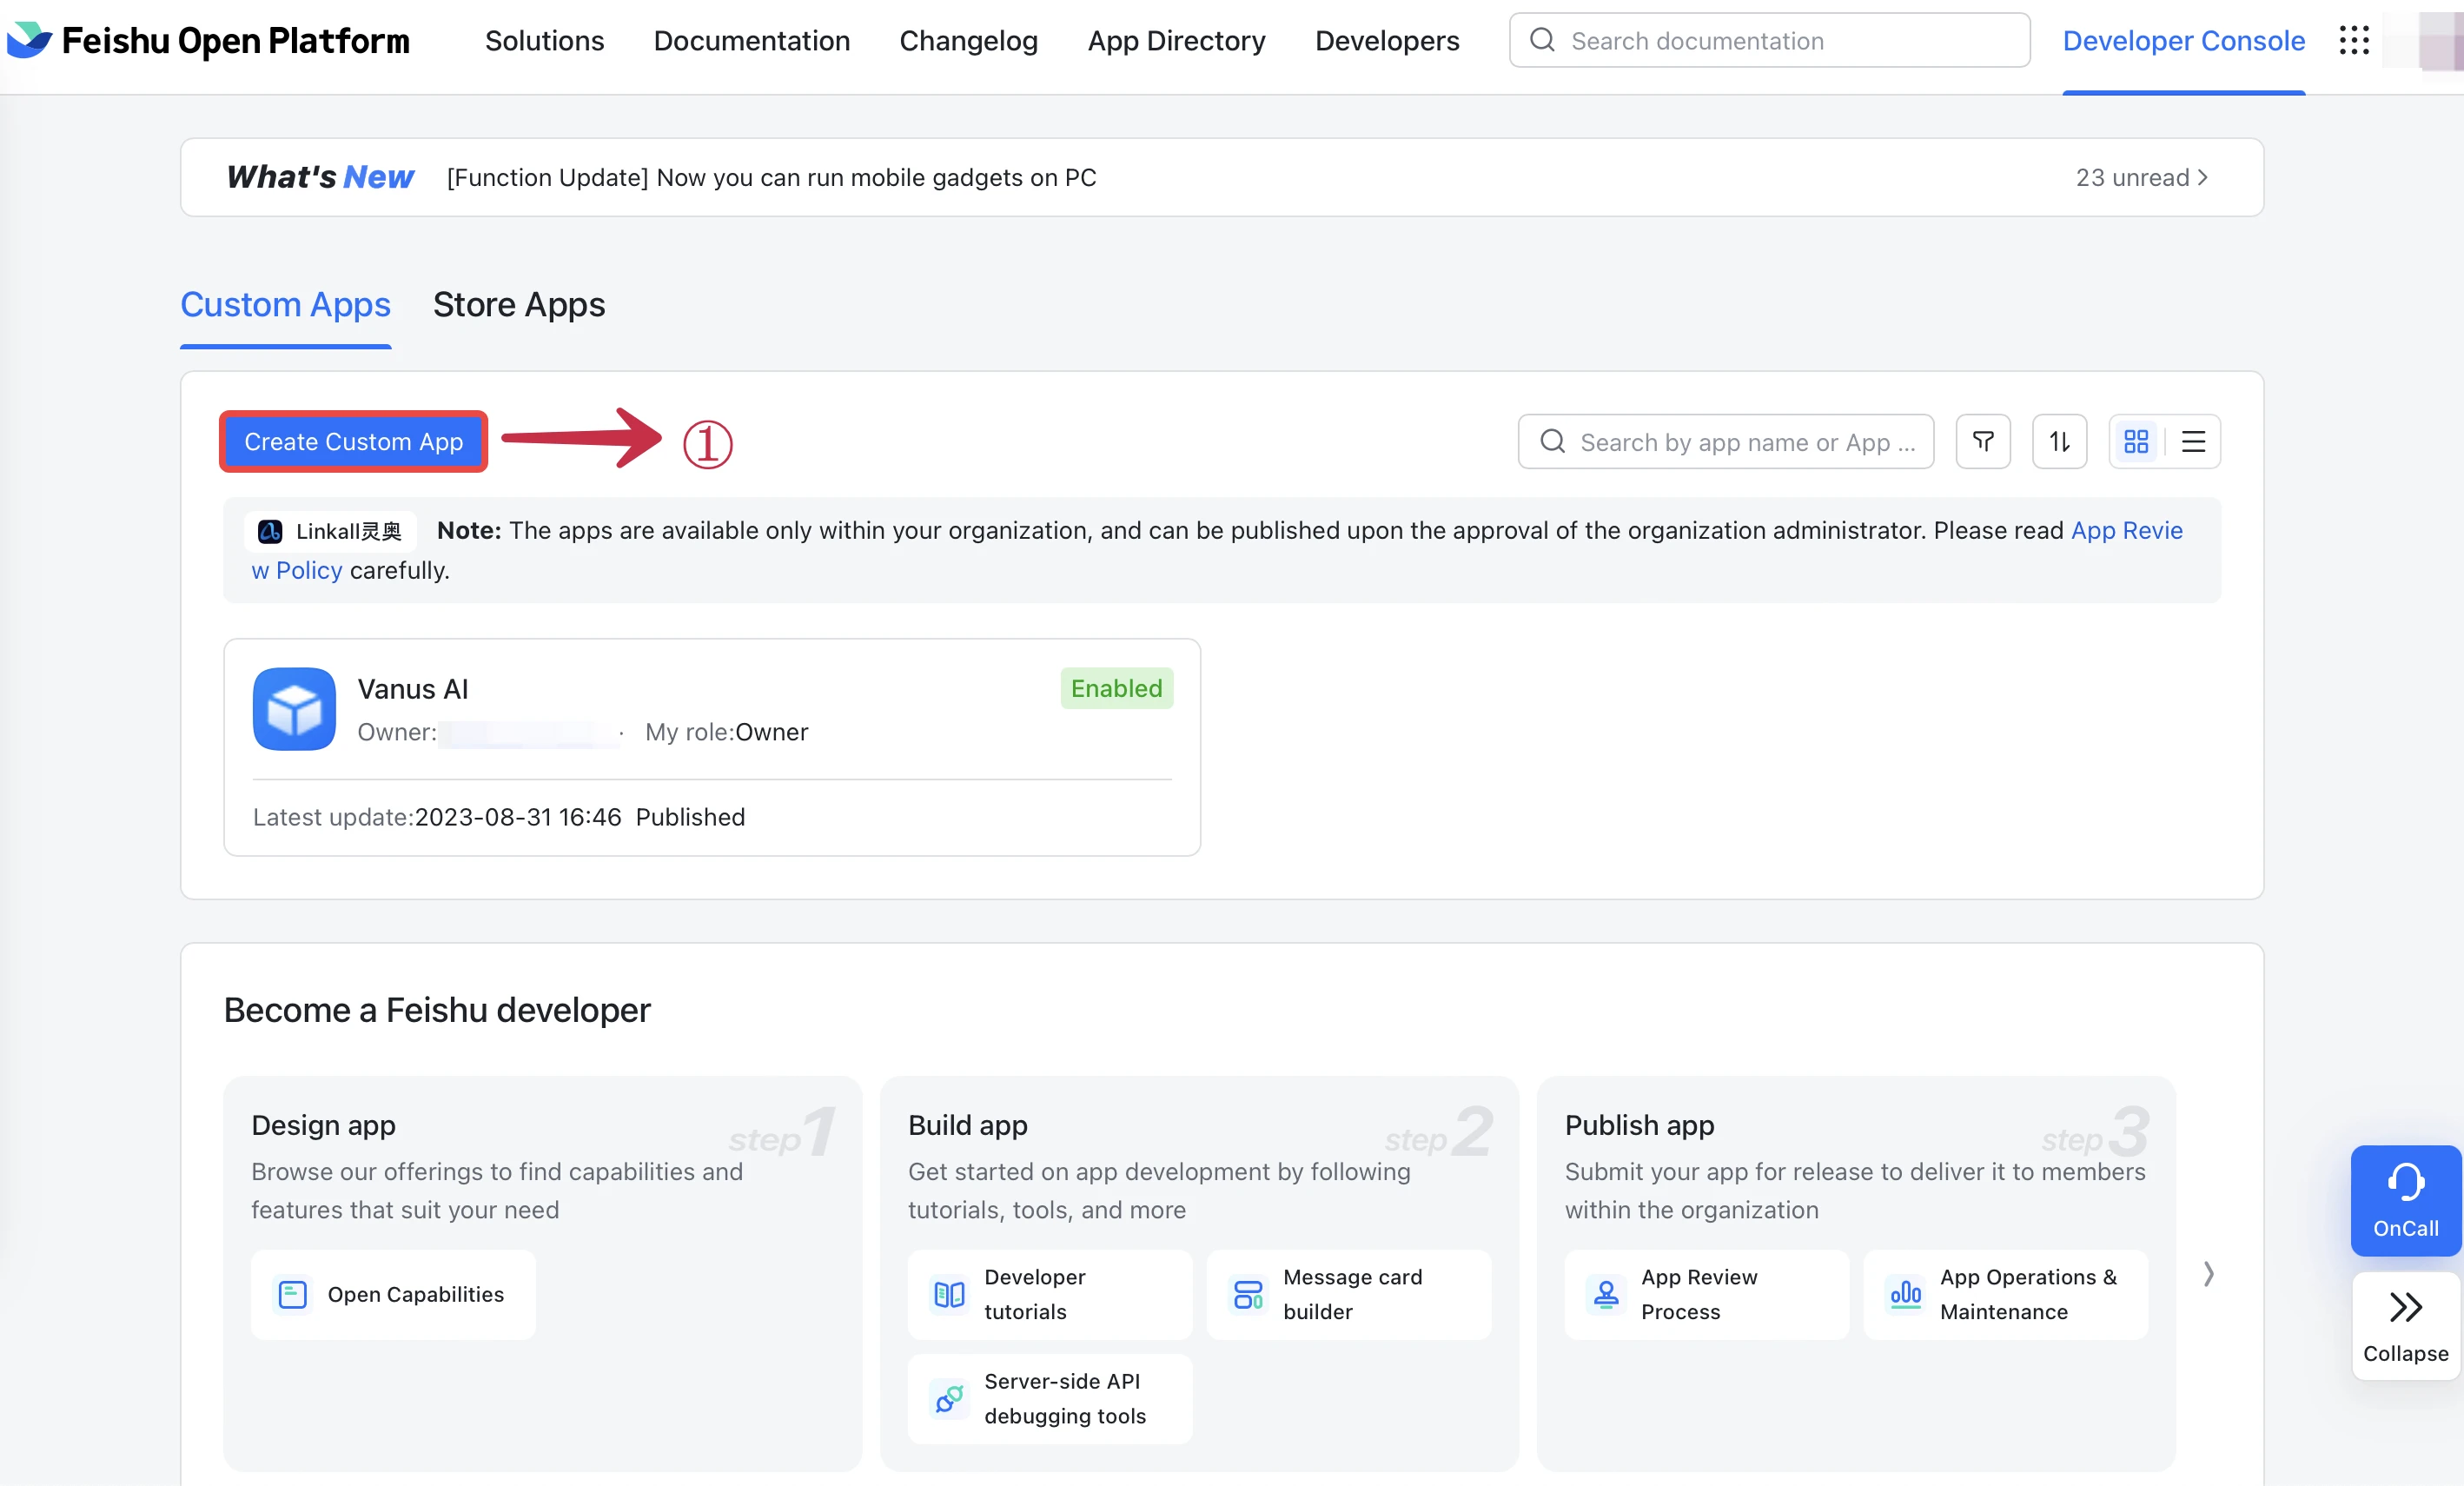 Feishu Open Platform
Solutions
Documentation
Changelog
App Directory
Developers
Search documentation
Developer Console
What's New
[Function Update] Now you can run mobile gadgets on PC
23 unread
Custom Apps
Store Apps
Create Custom App
①
Search by app name or App ...
Linkall灵奥 Note: The apps are available only within your organization, and can be published upon the approval of the organization administrator. Please read App Revie
w Policy carefully.
Vanus AI
Enabled
Owner:
· My role:Owner
Latest update:2023-08-31 16:46 Published
Become a Feishu developer
Design app
step1
Browse our offerings to find capabilities and
features that suit your need
Open Capabilities
Build app
step2
Get started on app development by following
tutorials, tools, and more
Developer
tutorials
Message card
builder
Server-side API
debugging tools
Publish app
step3
Submit your app for release to deliver it to members
within the organization
App Review
Process
App Operations &
Maintenance
OnCall
Collapse